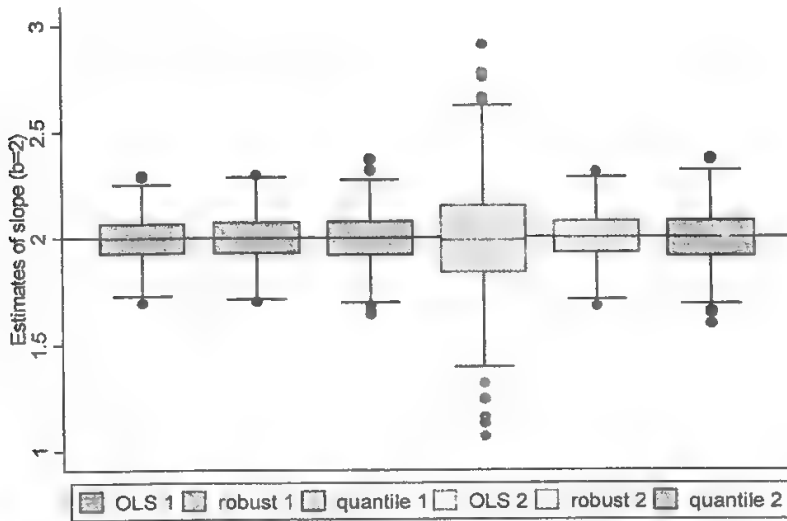 Estimates of slope (b=2)
3
2.5
2
1.5
1
OLS 1 robust 1 quantile 1 OLS 2 robust 2 quantile 2